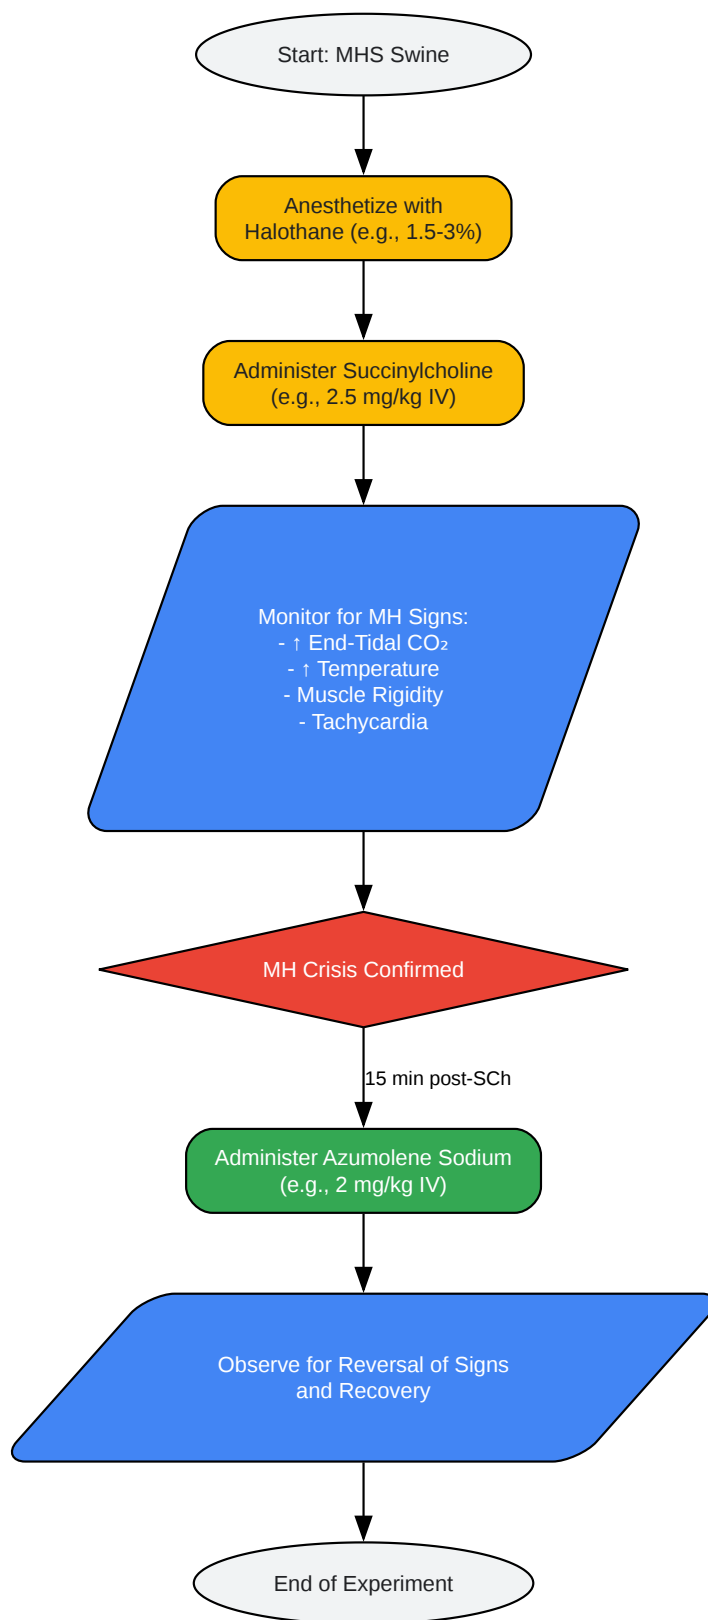 Start: MHS Swine
Anesthetize with
Halothane (e.g., 1.5-3%)
Administer Succinylcholine
(e.g., 2.5 mg/kg IV)
Monitor for MH Signs:
- ↑ End-Tidal CO₂
- ↑ Temperature
- Muscle Rigidity
- Tachycardia
MH Crisis Confirmed
15 min post-SCh
Administer Azumolene Sodium
(e.g., 2 mg/kg IV)
Observe for Reversal of Signs
and Recovery
End of Experiment